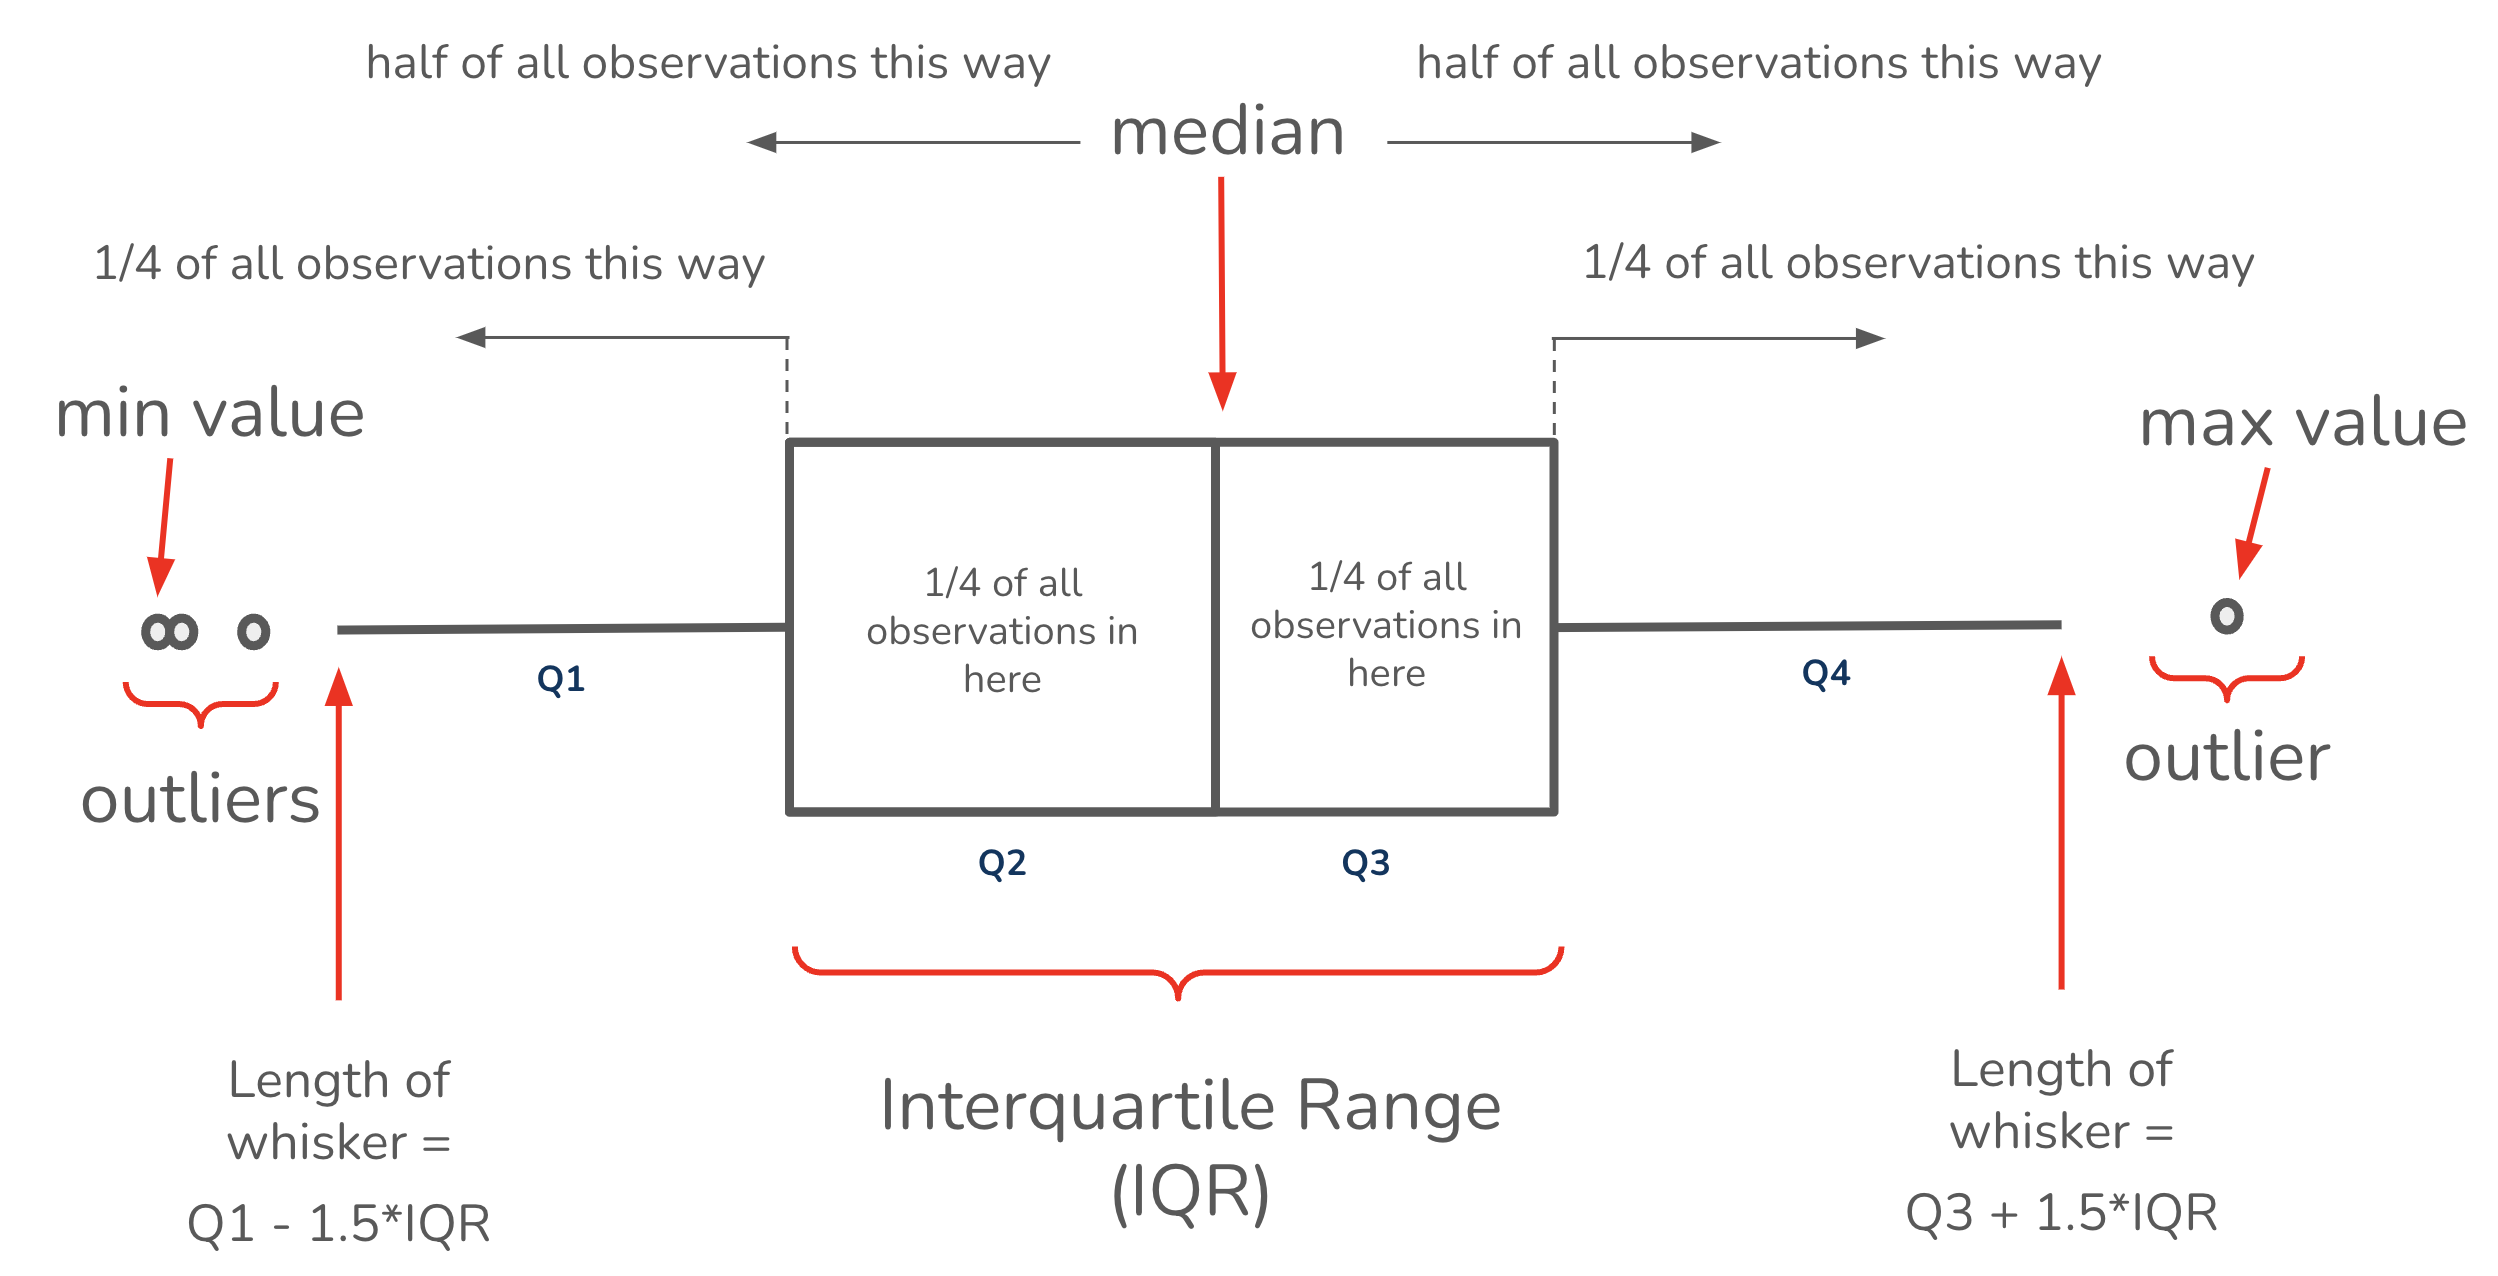 half of all observations this way
half of all observations this way
median
1/4 of all observations this way
1/4 of all observations this way
min value
max value
1/4 of all
observations in
here
1/4 of all
observations in
here
Q1
Q4
outliers
outlier
Q2
Q3
Length of
whisker =
Q1 - 1.5*IQR
Interquartile Range
(IQR)
Length of
whisker =
Q3 + 1.5*IQR